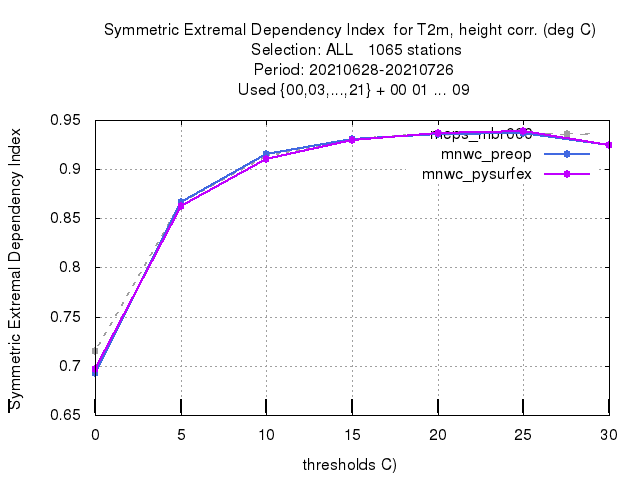 Symmetric Extremal Dependency Index for T2m, height corr. (deg C)
Selection: ALL 1065 stations
Period: 20210628-20210726
Used {00,03,...,21} + 00 01 ... 09
Symmetric Extremal Dependency Index
0.95
0.9
0.85
0.8
0.75
0.7
0.65
meps_mbr000
mnwc_preop
mnwc_pysurfex
0 5 10 15 20 25 30
thresholds C)